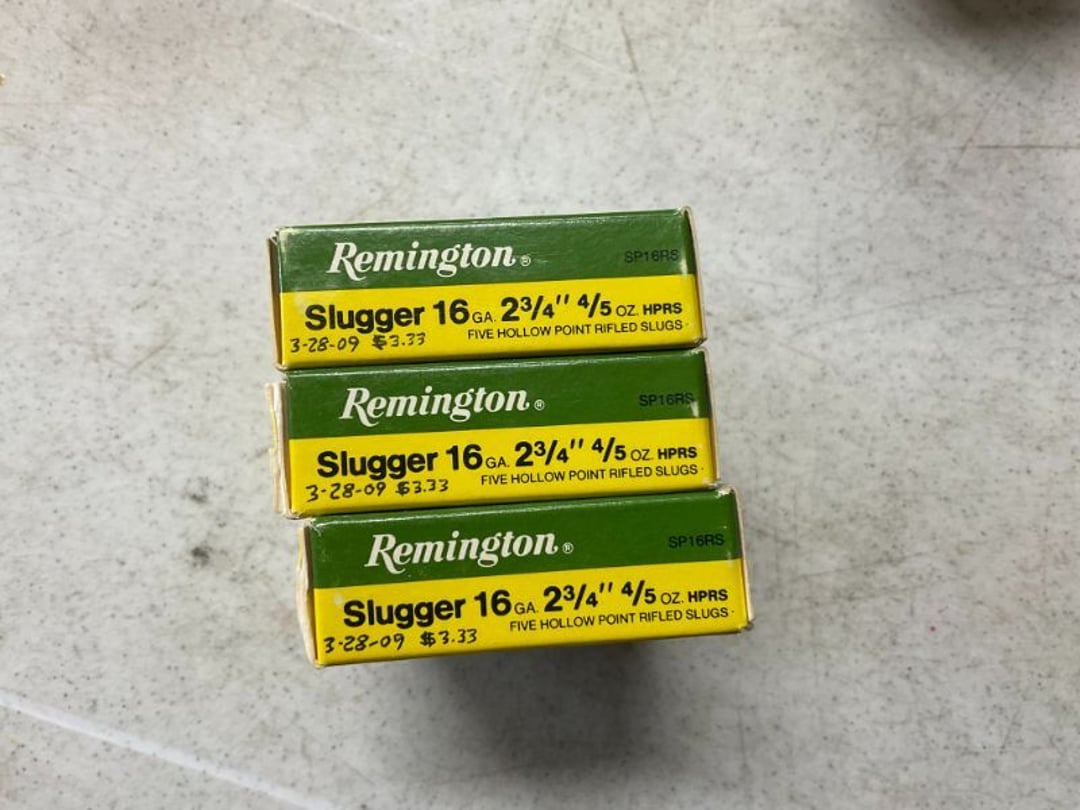 Remington® SP16RS
Slugger 16 GA. 2 3/4" 4/5 OZ. HPRS
FIVE HOLLOW POINT RIFLED SLUGS
3-28-09 $3.33
Remington® SP16RS
Slugger 16 GA. 2 3/4" 4/5 OZ. HPRS
FIVE HOLLOW POINT RIFLED SLUGS
3-28-09 $3.33
Remington® SP16RS
Slugger 16 GA. 2 3/4" 4/5 OZ. HPRS
FIVE HOLLOW POINT RIFLED SLUGS
3-28-09 $3.33